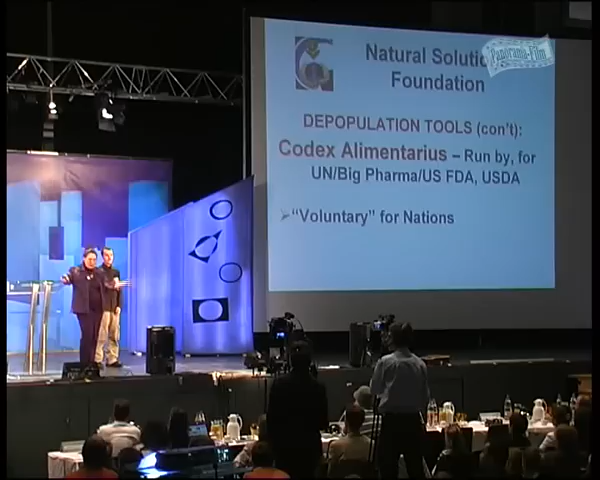 Natural Solutio
Foundation
Panorama-Film
DEPOPULATION TOOLS (con't):
Codex Alimentarius – Run by, for
UN/Big Pharma/US FDA, USDA
➢ "Voluntary" for Nations